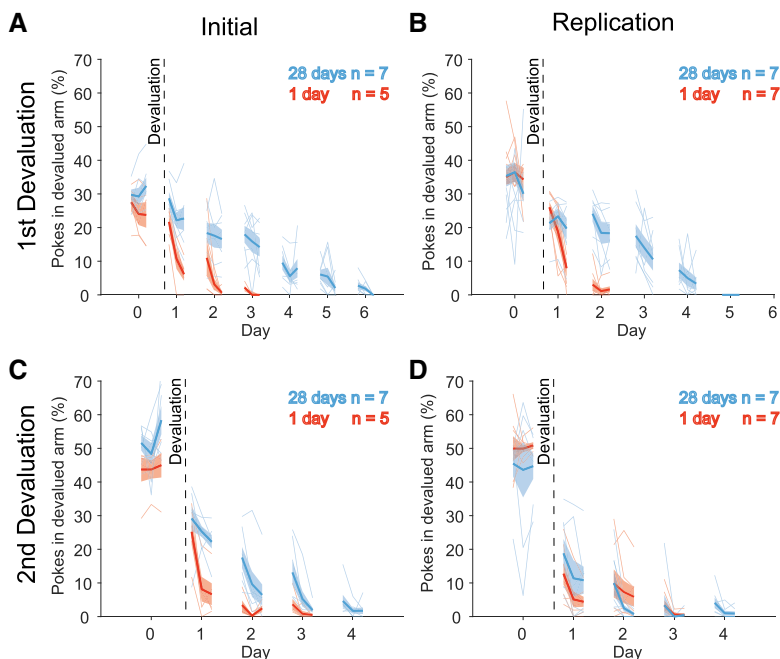 A
Initial
B
Replication
1st Devaluation
Pokes in devalued arm (%)
70
60
50
40
30
20
10
0
Devaluation
28 days n = 7
1 day n = 5
0 1 2 3 4 5 6
Day
Pokes in devalued arm (%)
70
60
50
40
30
20
10
0
Devaluation
28 days n = 7
1 day n = 7
0 1 2 3 4 5 6
Day
C
D
2nd Devaluation
Pokes in devalued arm (%)
70
60
50
40
30
20
10
0
Devaluation
28 days n = 7
1 day n = 5
0 1 2 3 4
Day
Pokes in devalued arm (%)
70
60
50
40
30
20
10
0
Devaluation
28 days n = 7
1 day n = 7
0 1 2 3 4
Day